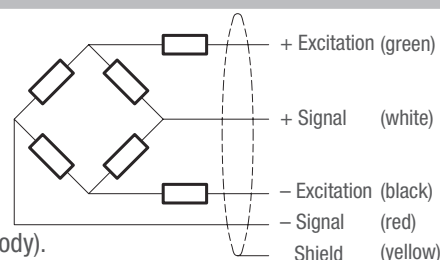 + Excitation (green)
+ Signal (white)
– Excitation (black)
– Signal (red)
ody).
Shield (yellow)